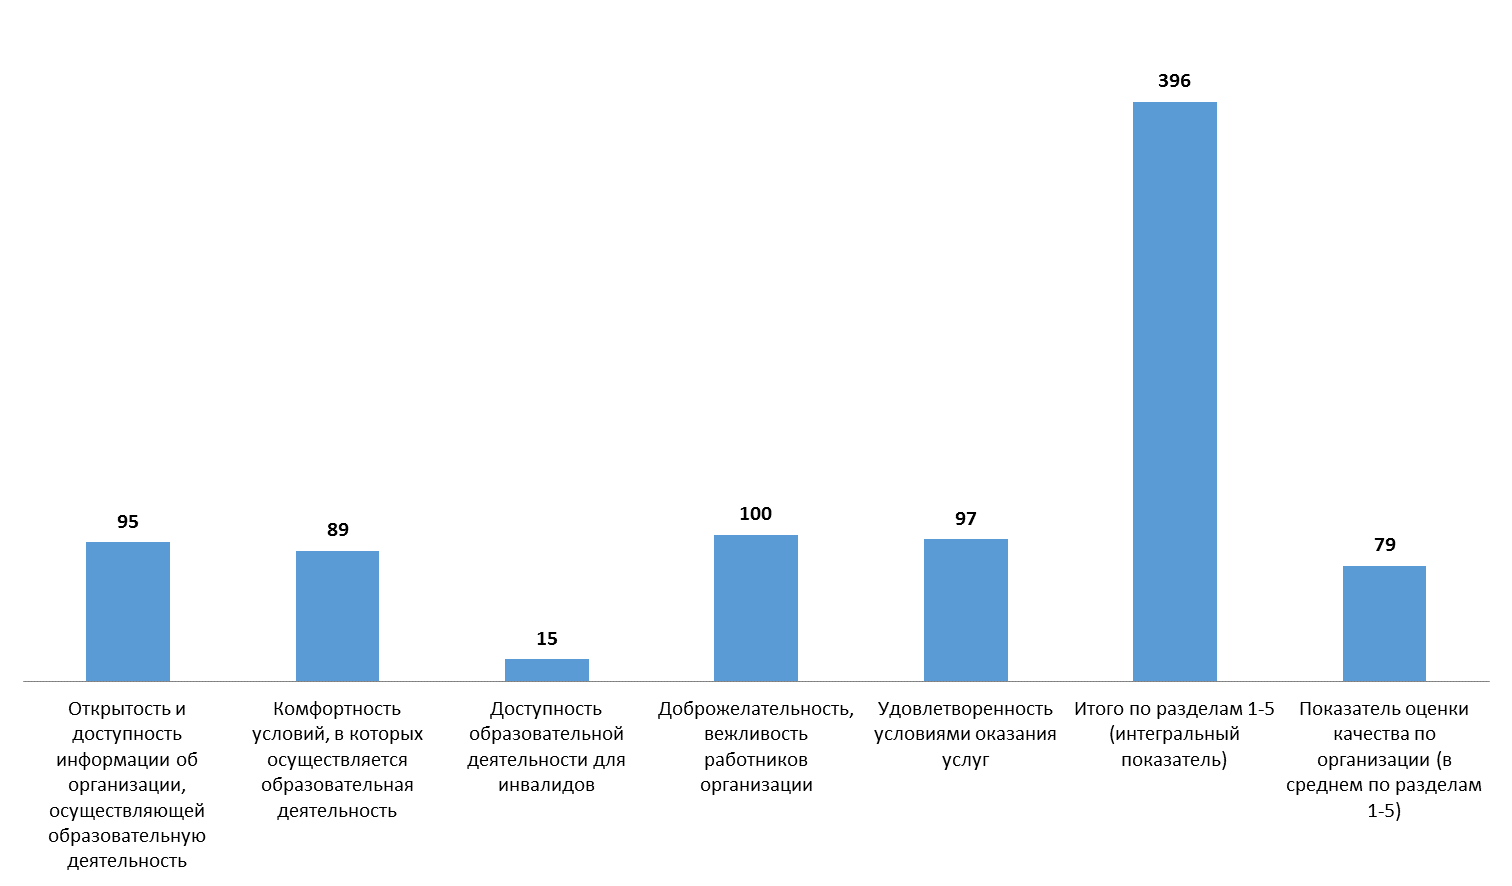 396
95
89
15
100
97
79
Открытость и
доступность
информации об
организации,
осуществляющей
образовательную
деятельность
Комфортность
условий, в которых
осуществляется
образовательная
деятельность
Доступность
образовательной
деятельности для
инвалидов
Доброжелательность,
вежливость
работников
организации
Удовлетворенность
условиями оказания
услуг
Итого по разделам 1-5
(интегральный
показатель)
Показатель оценки
качества по
организации (в
среднем по разделам
1-5)